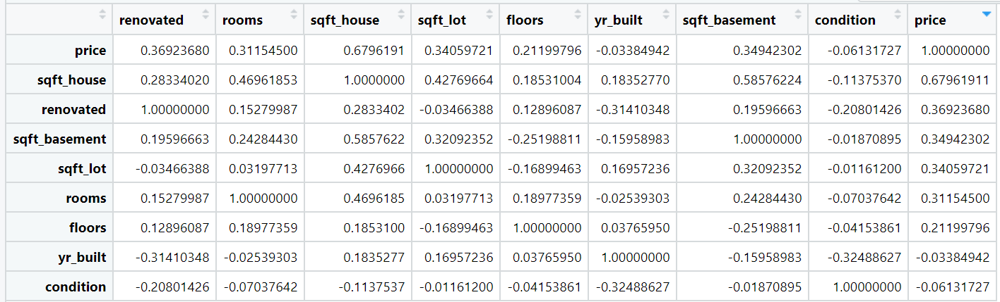 renovated rooms sqft_house sqft_lot floors yr_built sqft_basement condition price
price 0.36923680 0.31154500 0.6796191 0.34059721 0.21199796 -0.03384942 0.34942302 -0.06131727 1.00000000
sqft_house 0.28334020 0.46961853 1.0000000 0.42769664 0.18531004 0.18352770 0.58576224 -0.11375370 0.67961911
renovated 1.00000000 0.15279987 0.2833402 -0.03466388 0.12896087 -0.31410348 0.19596663 -0.20801426 0.36923680
sqft_basement 0.19596663 0.24284430 0.5857622 0.32092352 -0.25198811 -0.15958983 1.00000000 -0.01870895 0.34942302
sqft_lot -0.03466388 0.03197713 0.4276966 1.00000000 -0.16899463 0.16957236 0.32092352 -0.01161200 0.34059721
rooms 0.15279987 1.00000000 0.4696185 0.03197713 0.18977359 -0.02539303 0.24284430 -0.07037642 0.31154500
floors 0.12896087 0.18977359 0.1853100 -0.16899463 1.00000000 0.03765950 -0.25198811 -0.04153861 0.21199796
yr_built -0.31410348 -0.02539303 0.1835277 0.16957236 0.03765950 1.00000000 -0.15958983 -0.32488627 -0.03384942
condition -0.20801426 -0.07037642 -0.1137537 -0.01161200 -0.04153861 -0.32488627 -0.01870895 1.00000000 -0.06131727